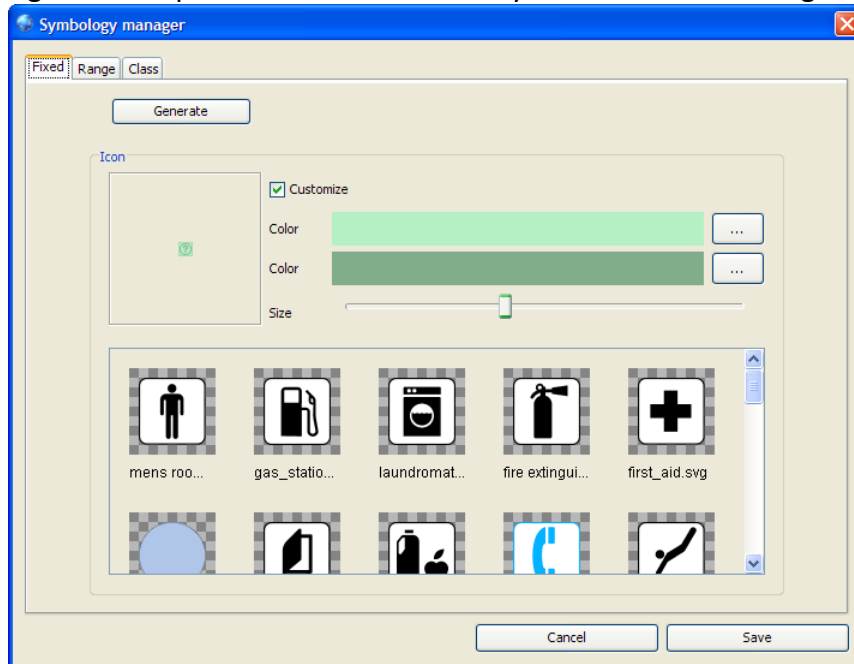 Symbology manager
Fixed Range Class
Generate
Icon
Customize
Color
...
Color
...
Size
mens roo... gas_statio... laundromat... fire extingui... first_aid.svg
Cancel Save